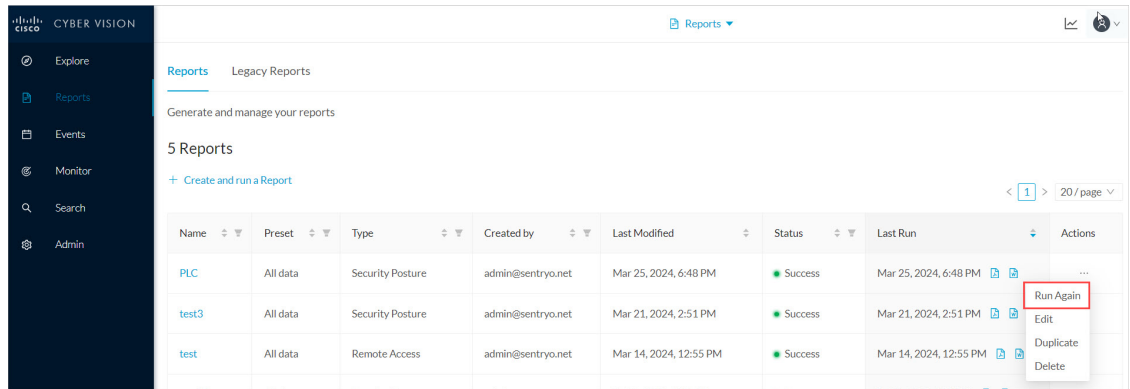 CISCO CYBER VISION
Reports
Explore
Reports
Events
Monitor
Search
Admin
Reports Legacy Reports
Generate and manage your reports
5 Reports
+ Create and run a Report
< 1 > 20 / page
Name Preset Type Created by Last Modified Status Last Run Actions
PLC All data Security Posture admin@sentryo.net Mar 25, 2024, 6:48 PM Success Mar 25, 2024, 6:48 PM ...
test3 All data Security Posture admin@sentryo.net Mar 21, 2024, 2:51 PM Success Mar 21, 2024, 2:51 PM
test All data Remote Access admin@sentryo.net Mar 14, 2024, 12:55 PM Success Mar 14, 2024, 12:55 PM
Run Again
Edit
Duplicate
Delete